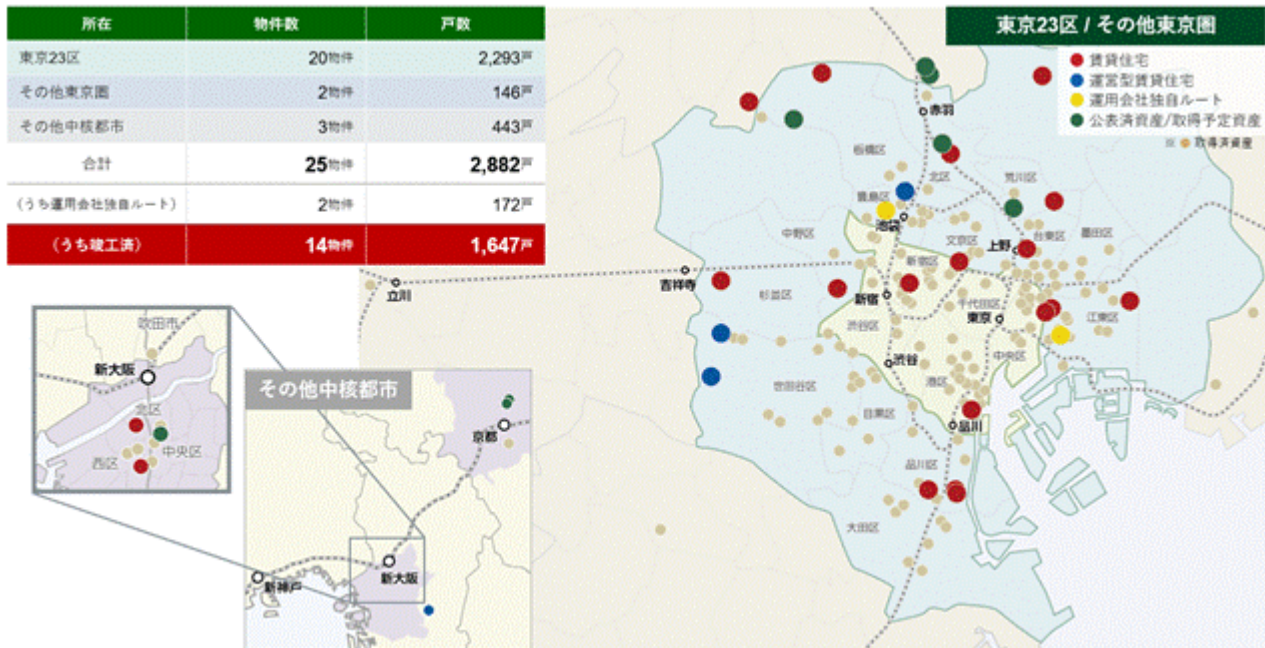 所在 物件数 戸数
東京23区 20物件 2,293戸
その他東京圏 2物件 146戸
その他中核都市 3物件 443戸
合計 25物件 2,882戸
(うち運用会社独自ルート) 2物件 172戸
(うち竣工済) 14物件 1,647戸
東京23区 / その他東京圏
賃貸住宅
運営型賃貸住宅
運用会社独自ルート
公表済資産/取得予定資産
※ 取得済資産
赤羽
板橋区
北区
荒川区
豊島区
池袋
文京区
上野
台東区
墨田区
中野区
新宿区
立川
吉祥寺
杉並区
新宿
千代田区
東京
江東区
渋谷区
中央区
渋谷
世田谷区
港区
目黒区
品川
品川区
大田区
吹田市
新大阪
北区
西区
中央区
その他中核都市
京都
新大阪
新神戸